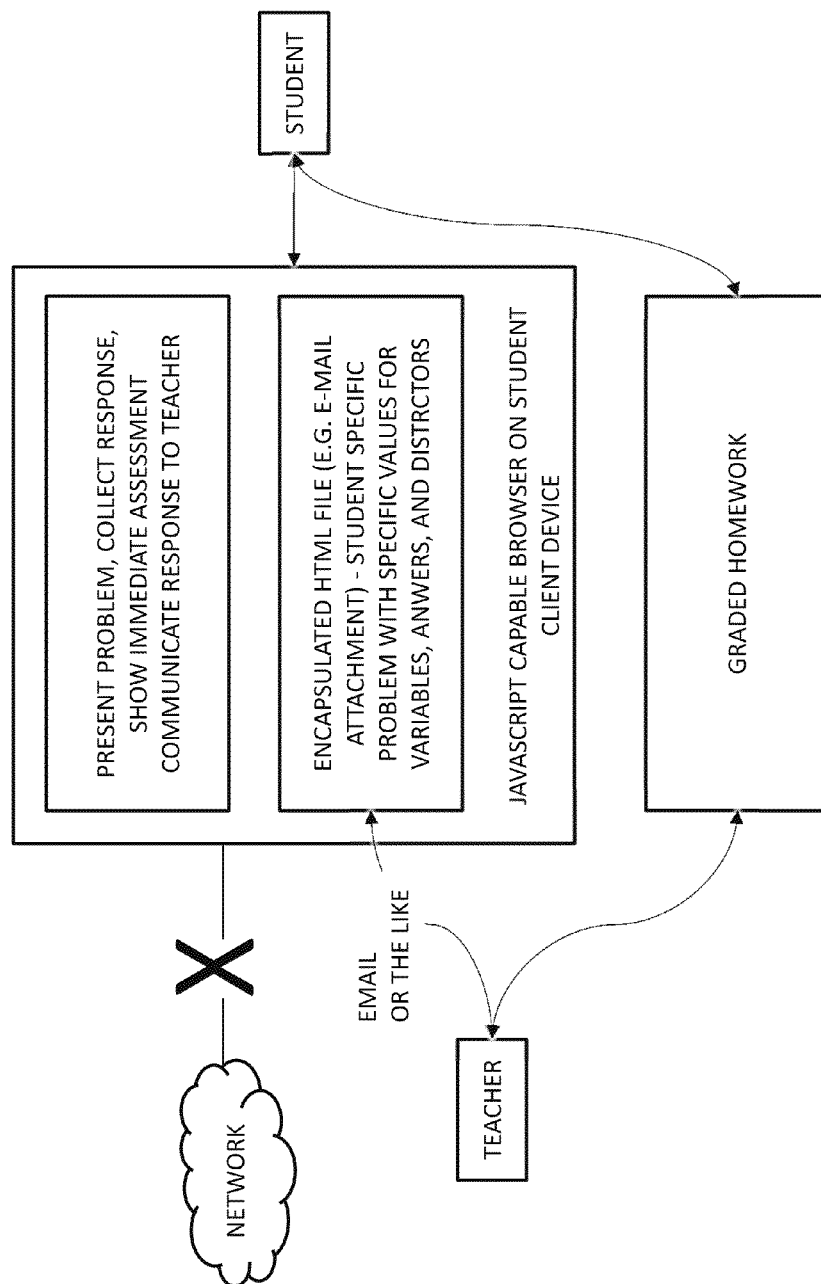 NETWORK
X
PRESENT PROBLEM, COLLECT RESPONSE,
SHOW IMMEDIATE ASSESSMENT
COMMUNICATE RESPONSE TO TEACHER
ENCAPSULATED HTML FILE (E.G. E-MAIL
ATTACHMENT) - STUDENT SPECIFIC
PROBLEM WITH SPECIFIC VALUES FOR
VARIABLES, ANWERS, AND DISTRCTORS
JAVASCRIPT CAPABLE BROWSER ON STUDENT
CLIENT DEVICE
STUDENT
EMAIL
OR THE LIKE
TEACHER
GRADED HOMEWORK